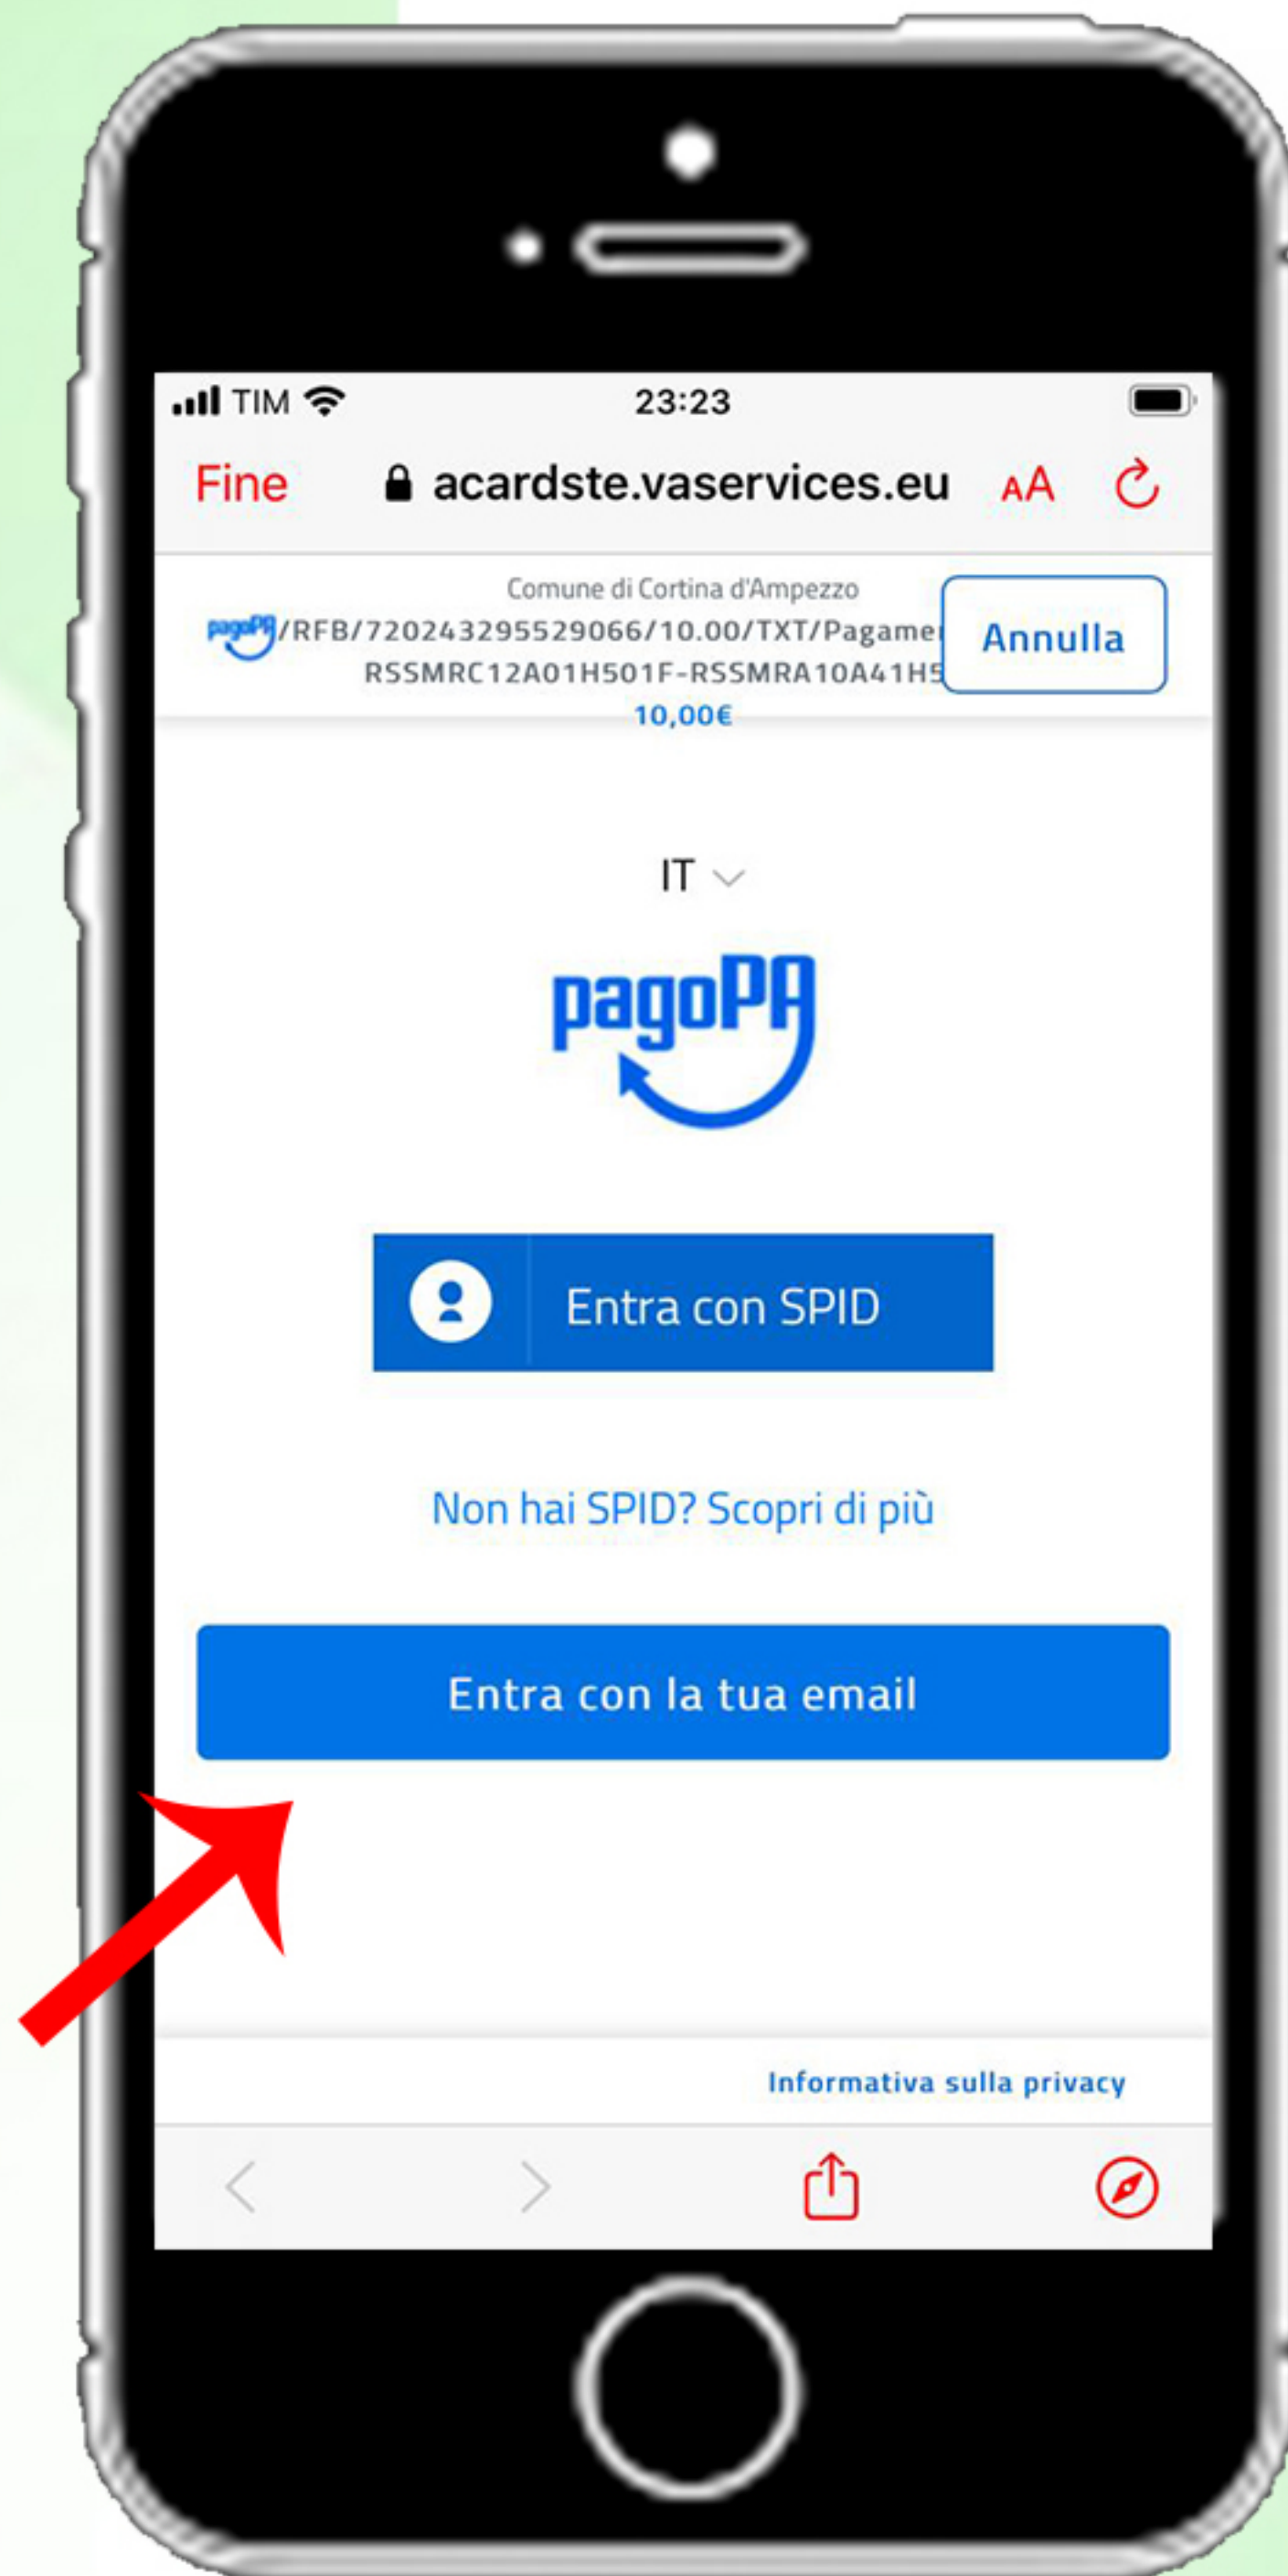 TIM 23:23
Fine acardste.vaservices.eu AA
Comune di Cortina d'Ampezzo
pagoPA /RFB/720243295529066/10.00/TXT/Pagame
RSSMRC12A01H501F-RSSMRA10A41H5
10,00€
Annulla
IT
pagoPA
Entra con SPID
Non hai SPID? Scopri di più
Entra con la tua email
Informativa sulla privacy